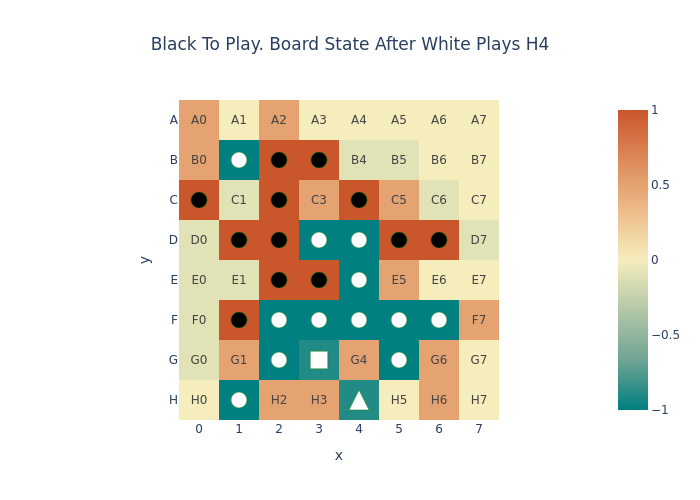 Black To Play. Board State After White Plays H4
A A0 A1 A2 A3 A4 A5 A6 A7
B B0 B4 B5 B6 B7
C C1 C3 C5 C6 C7
D D0 D7
E E0 E1 E5 E6 E7
F F0 F7
G G0 G1 G4 G6 G7
H H0 H2 H3 H5 H6 H7
0 1 2 3 4 5 6 7
x
y
1
0.5
0
−0.5
−1